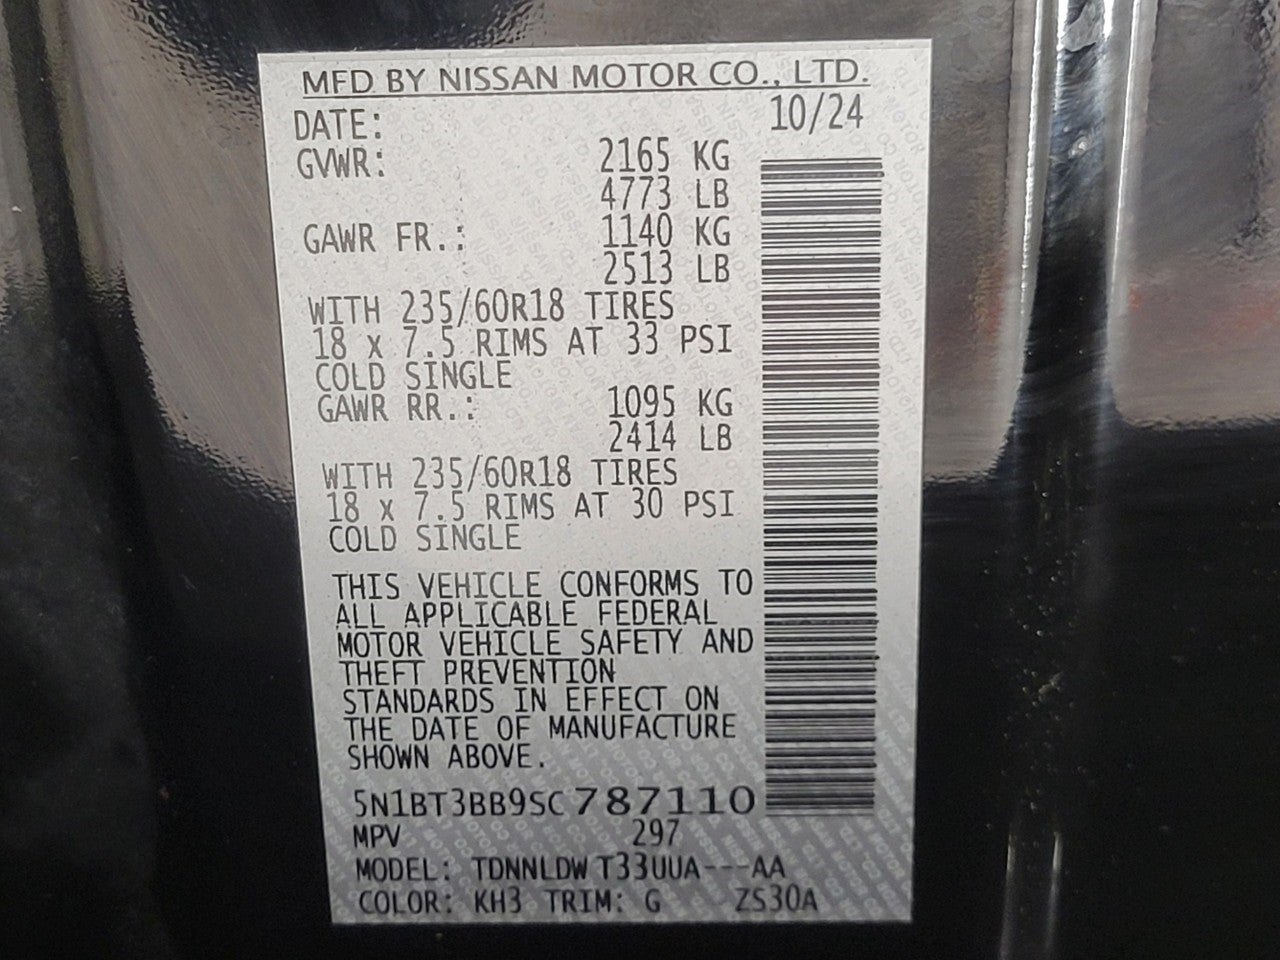 MFD BY NISSAN MOTOR CO., LTD.
DATE: 10/24
GVWR: 2165 KG
4773 LB
GAWR FR.: 1140 KG
2513 LB
WITH 235/60R18 TIRES
18 x 7.5 RIMS AT 33 PSI
COLD SINGLE
GAWR RR.: 1095 KG
2414 LB
WITH 235/60R18 TIRES
18 x 7.5 RIMS AT 30 PSI
COLD SINGLE
THIS VEHICLE CONFORMS TO
ALL APPLICABLE FEDERAL
MOTOR VEHICLE SAFETY AND
THEFT PREVENTION
STANDARDS IN EFFECT ON
THE DATE OF MANUFACTURE
SHOWN ABOVE.
5N1BT3BB9SC787110
MPV 297
MODEL: TDNNLDW T33UUA---AA
COLOR: KH3 TRIM: G ZS30A